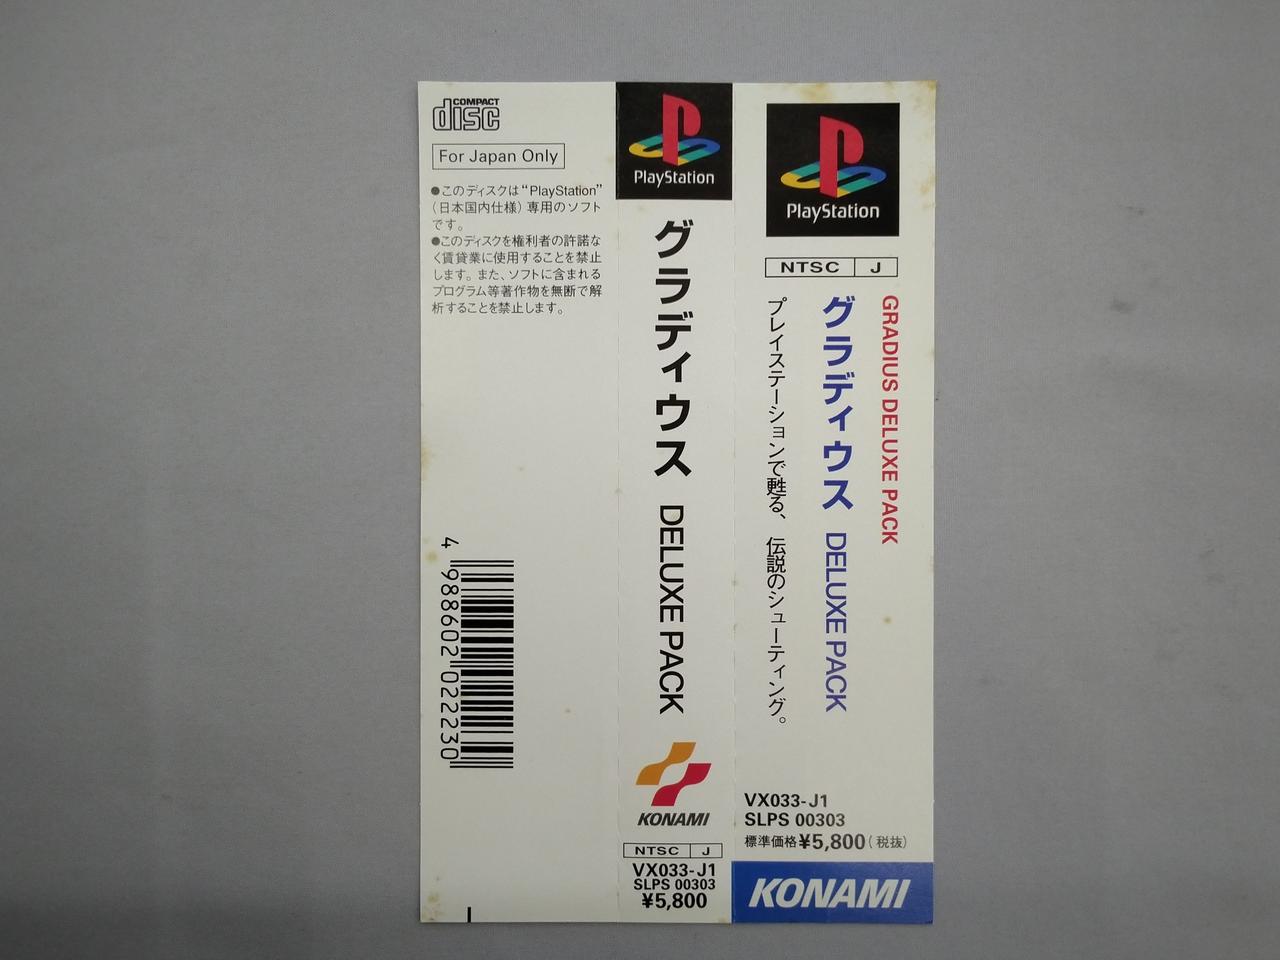 COMPACT
disc
For Japan Only
●このディスクは“PlayStation”
(日本国内仕様)専用のソフト
です。
●このディスクを権利者の許諾な
く賃貸業に使用することを禁止
します。また、ソフトに含まれる
プログラム等著作物を無断で解
析することを禁止します。
4 988602 022230
PlayStation
グラディウス DELUXE PACK
KONAMI
NTSC J
VX033-J1
SLPS 00303
¥5,800
PlayStation
NTSC J
GRADIUS DELUXE PACK
グラディウス DELUXE PACK
プレイステーションで甦る、伝説のシューティング。
VX033-J1
SLPS 00303
標準価格¥5,800(税抜)
KONAMI